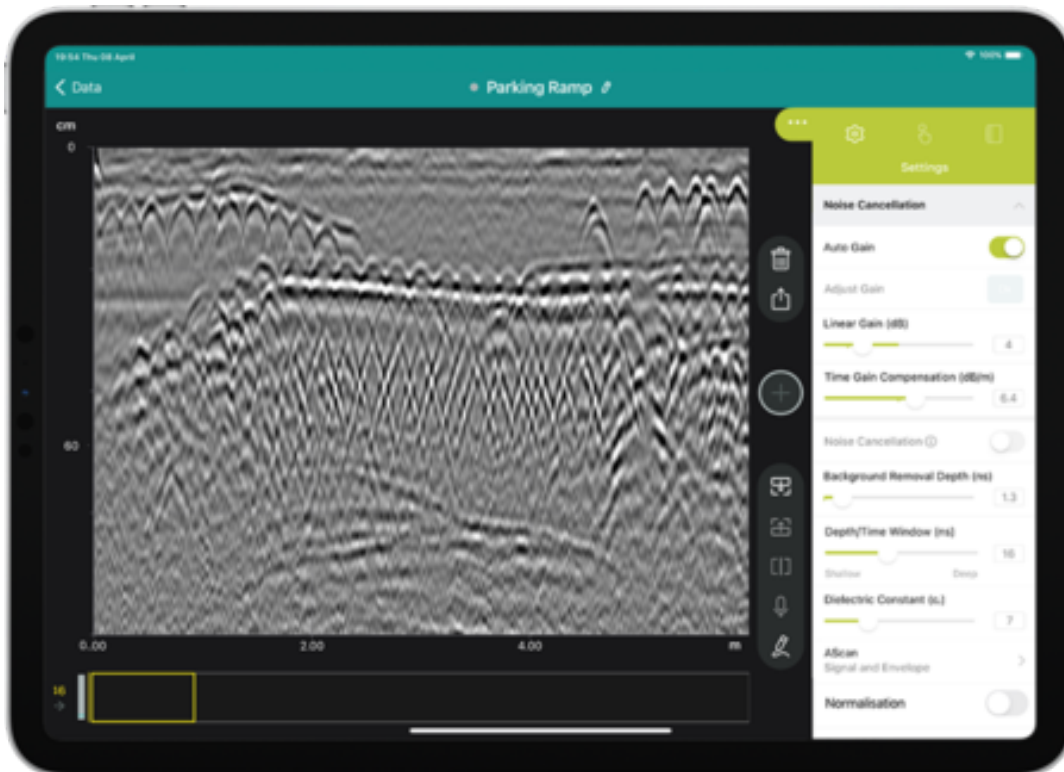 19:54 Thu 08 April
100%
Data
Parking Ramp
Settings
cm
0
60
0.00
2.00
4.00
m
16
Noise Cancellation
Auto Gain
Adjust Gain
Linear Gain (dB)
4
Time Gain Compensation (dB/m)
6.4
Noise Cancellation
Background Removal Depth (ns)
1.3
Depth/Time Window (ns)
16
Shallow Deep
Dielectric Constant (εᵣ)
7
AScan
Signal and Envelope
Normalisation